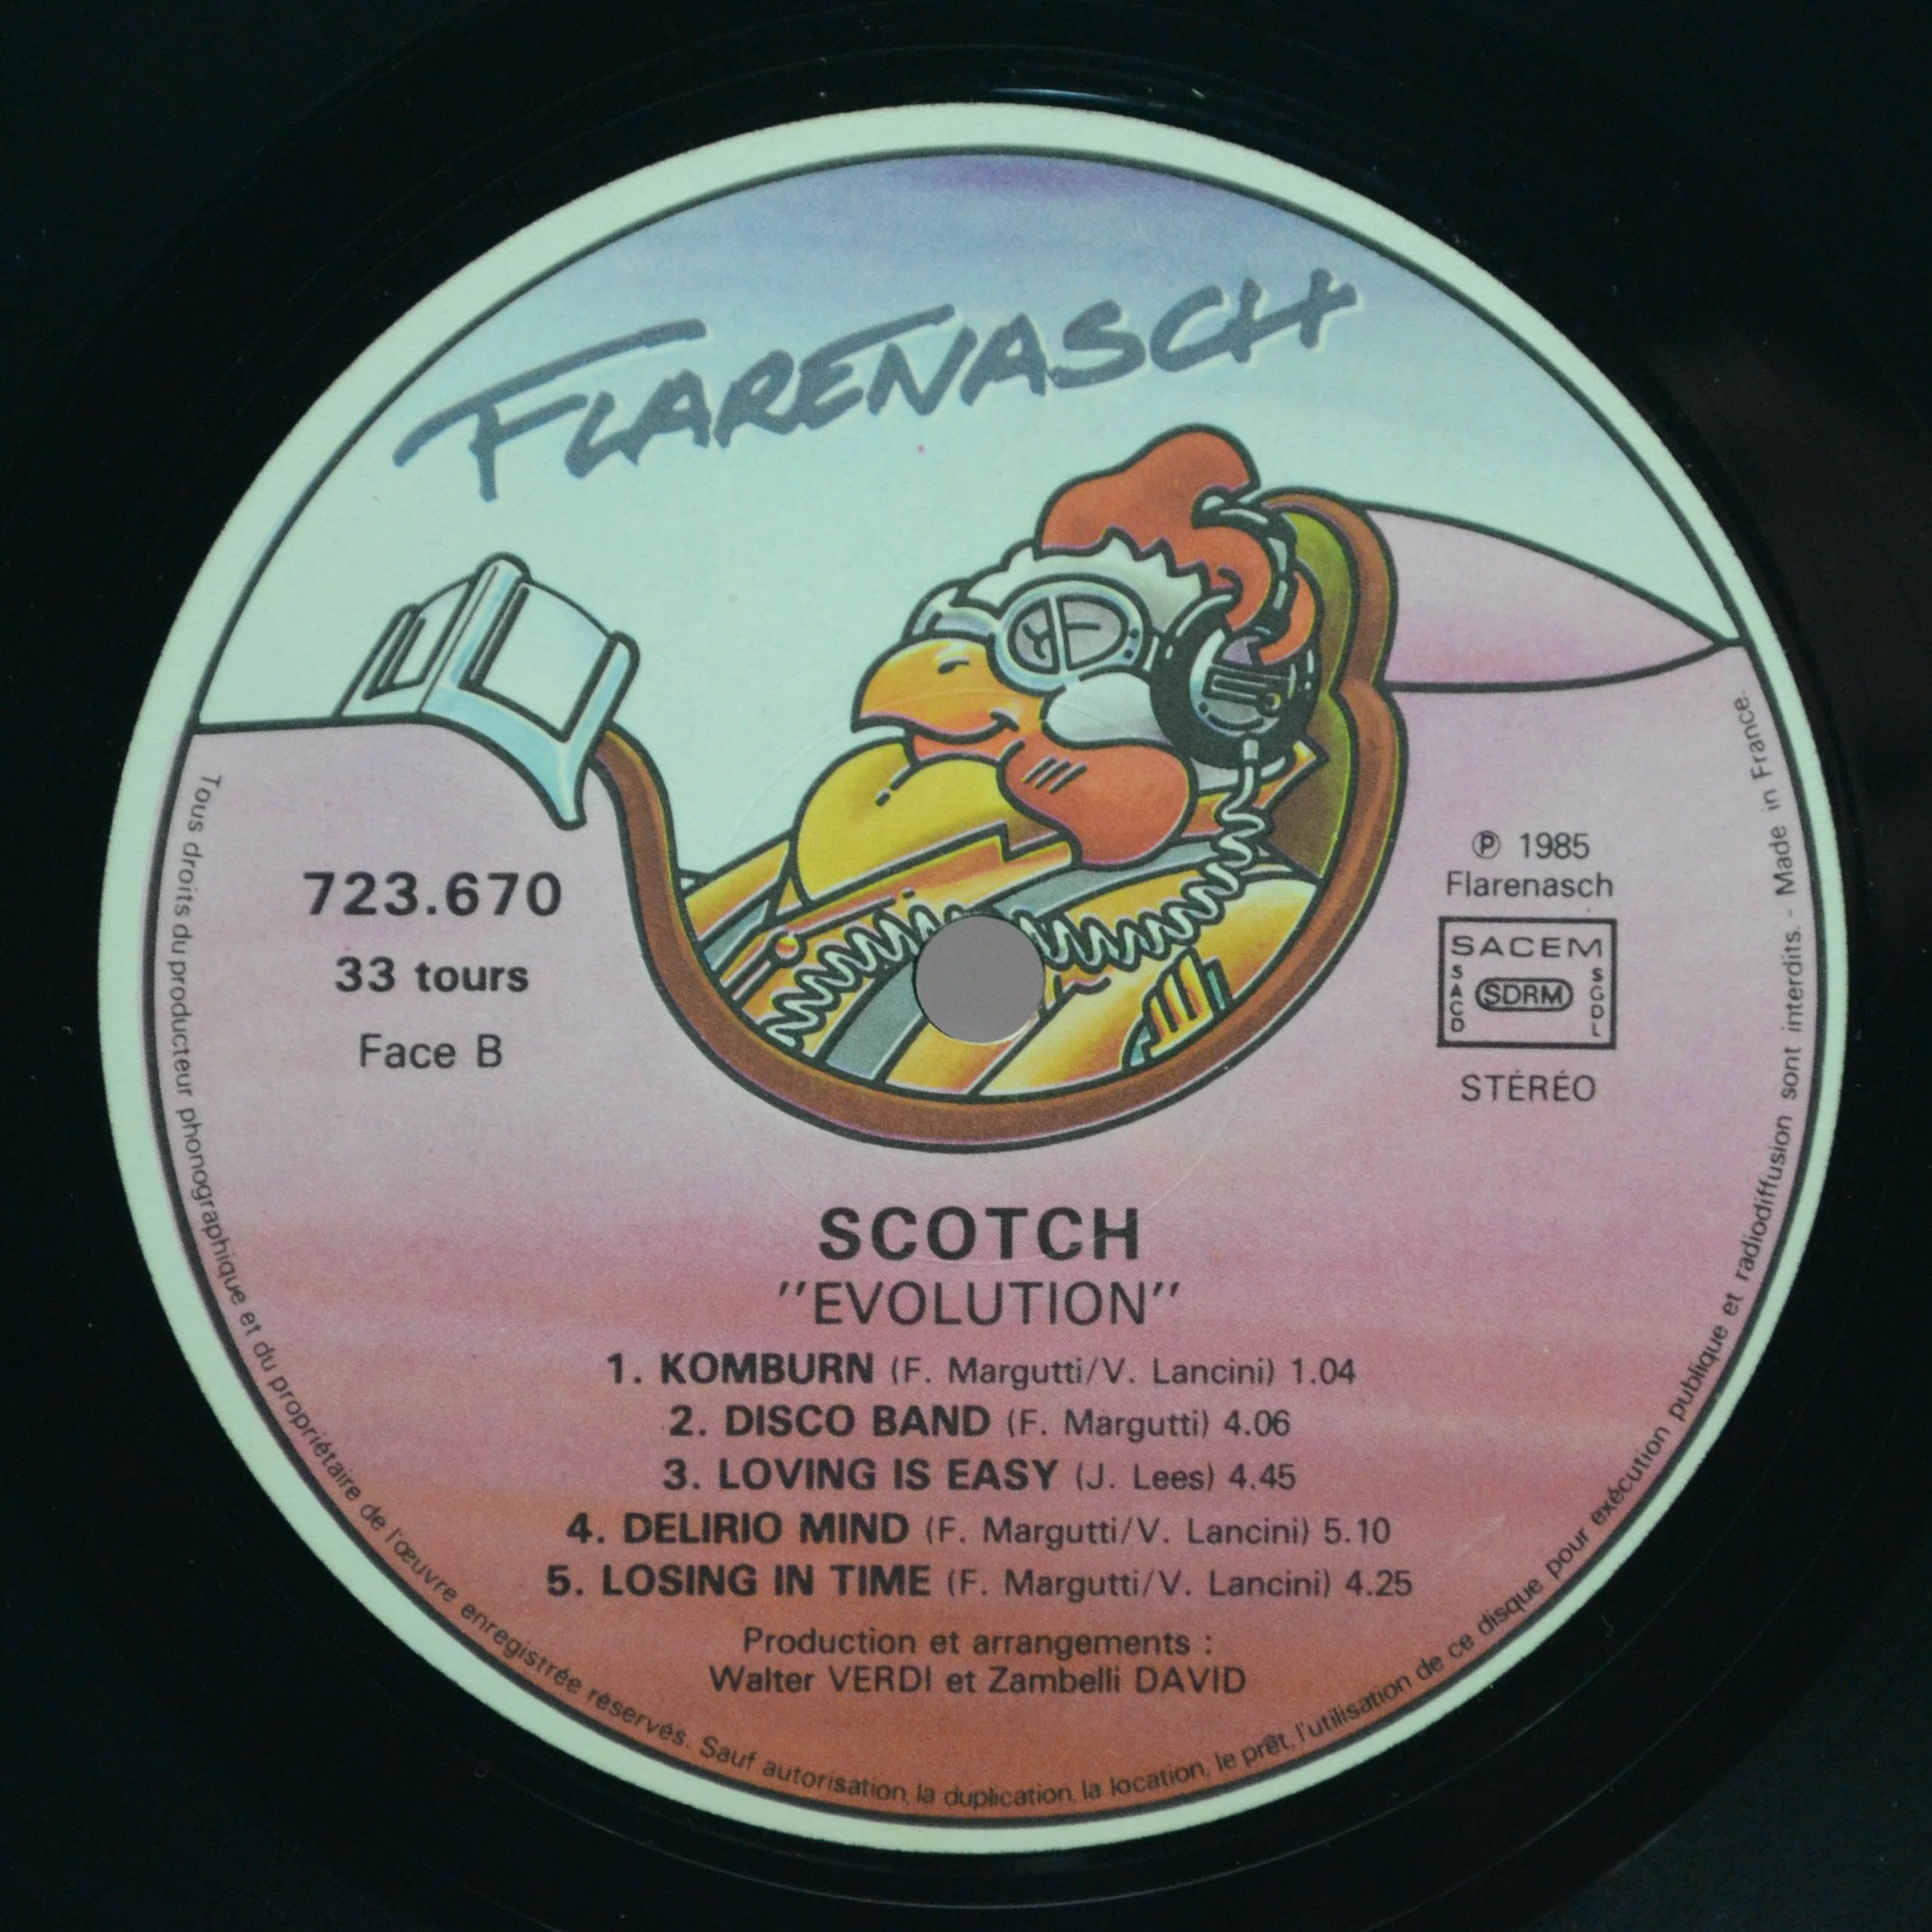 FLARENASCH
723.670
33 tours
Face B
℗ 1985
Flarenasch
SACEM
SACD
SDRM
SGDL
STÉRÉO
SCOTCH
"EVOLUTION"
1. KOMBURN (F. Margutti/V. Lancini) 1.04
2. DISCO BAND (F. Margutti) 4.06
3. LOVING IS EASY (J. Lees) 4.45
4. DELIRIO MIND (F. Margutti/V. Lancini) 5.10
5. LOSING IN TIME (F. Margutti/V. Lancini) 4.25
Production et arrangements :
Walter VERDI et Zambelli DAVID
Tous droits du producteur phonographique et du propriétaire de l'œuvre enregistrée réservés. Sauf autorisation, la duplication, la location, le prêt, l'utilisation de ce disque pour exécution publique et radiodiffusion sont interdits. - Made in France.